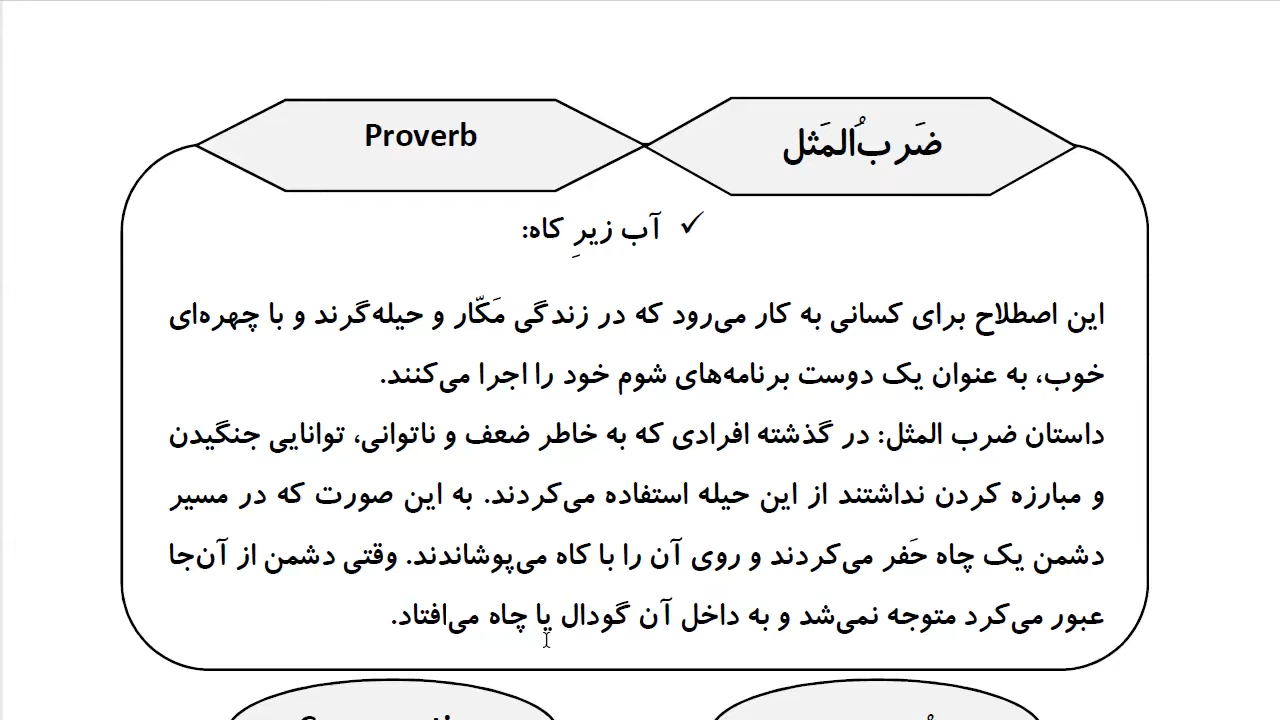 ضَربُ‌المَثل
Proverb
✓ آب زیرِ کاه:
این اصطلاح برای کسانی به کار می‌رود که در زندگی مَکّار و حیله‌گرند و با چهره‌ای
خوب، به عنوان یک دوست برنامه‌های شوم خود را اجرا می‌کنند.
داستان ضرب المثل: در گذشته افرادی که به خاطر ضعف و ناتوانی، توانایی جنگیدن
و مبارزه کردن نداشتند از این حیله استفاده می‌کردند. به این صورت که در مسیر
دشمن یک چاه حَفر می‌کردند و روی آن را با کاه می‌پوشاندند. وقتی دشمن از آن‌جا
عبور می‌کرد متوجه نمی‌شد و به داخل آن گودال یا چاه می‌افتاد.